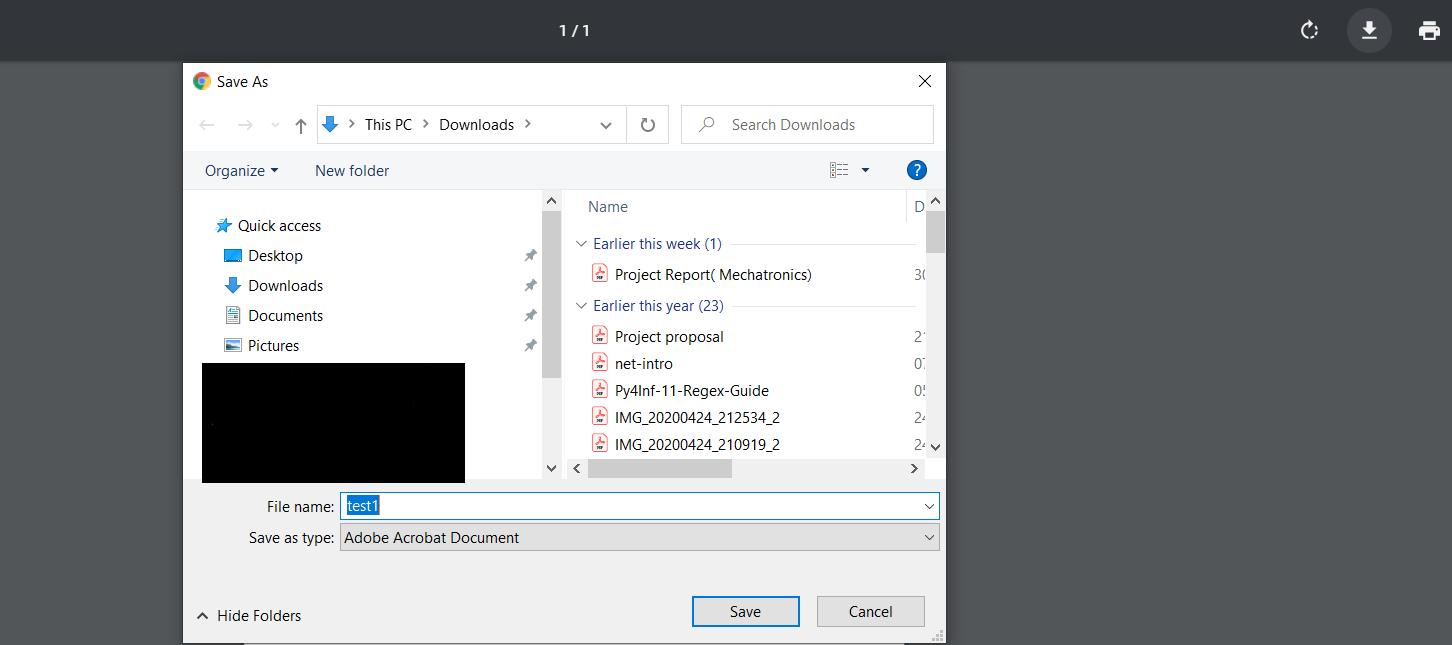 1 / 1
Save As
This PC > Downloads >
Search Downloads
Organize
New folder
?
Quick access
Desktop
Downloads
Documents
Pictures
Name
D
Earlier this week (1)
Project Report( Mechatronics)
30
Earlier this year (23)
Project proposal
21
net-intro
07
Py4Inf-11-Regex-Guide
05
IMG_20200424_212534_2
24
IMG_20200424_210919_2
24
File name: test1
Save as type: Adobe Acrobat Document
Hide Folders
Save
Cancel